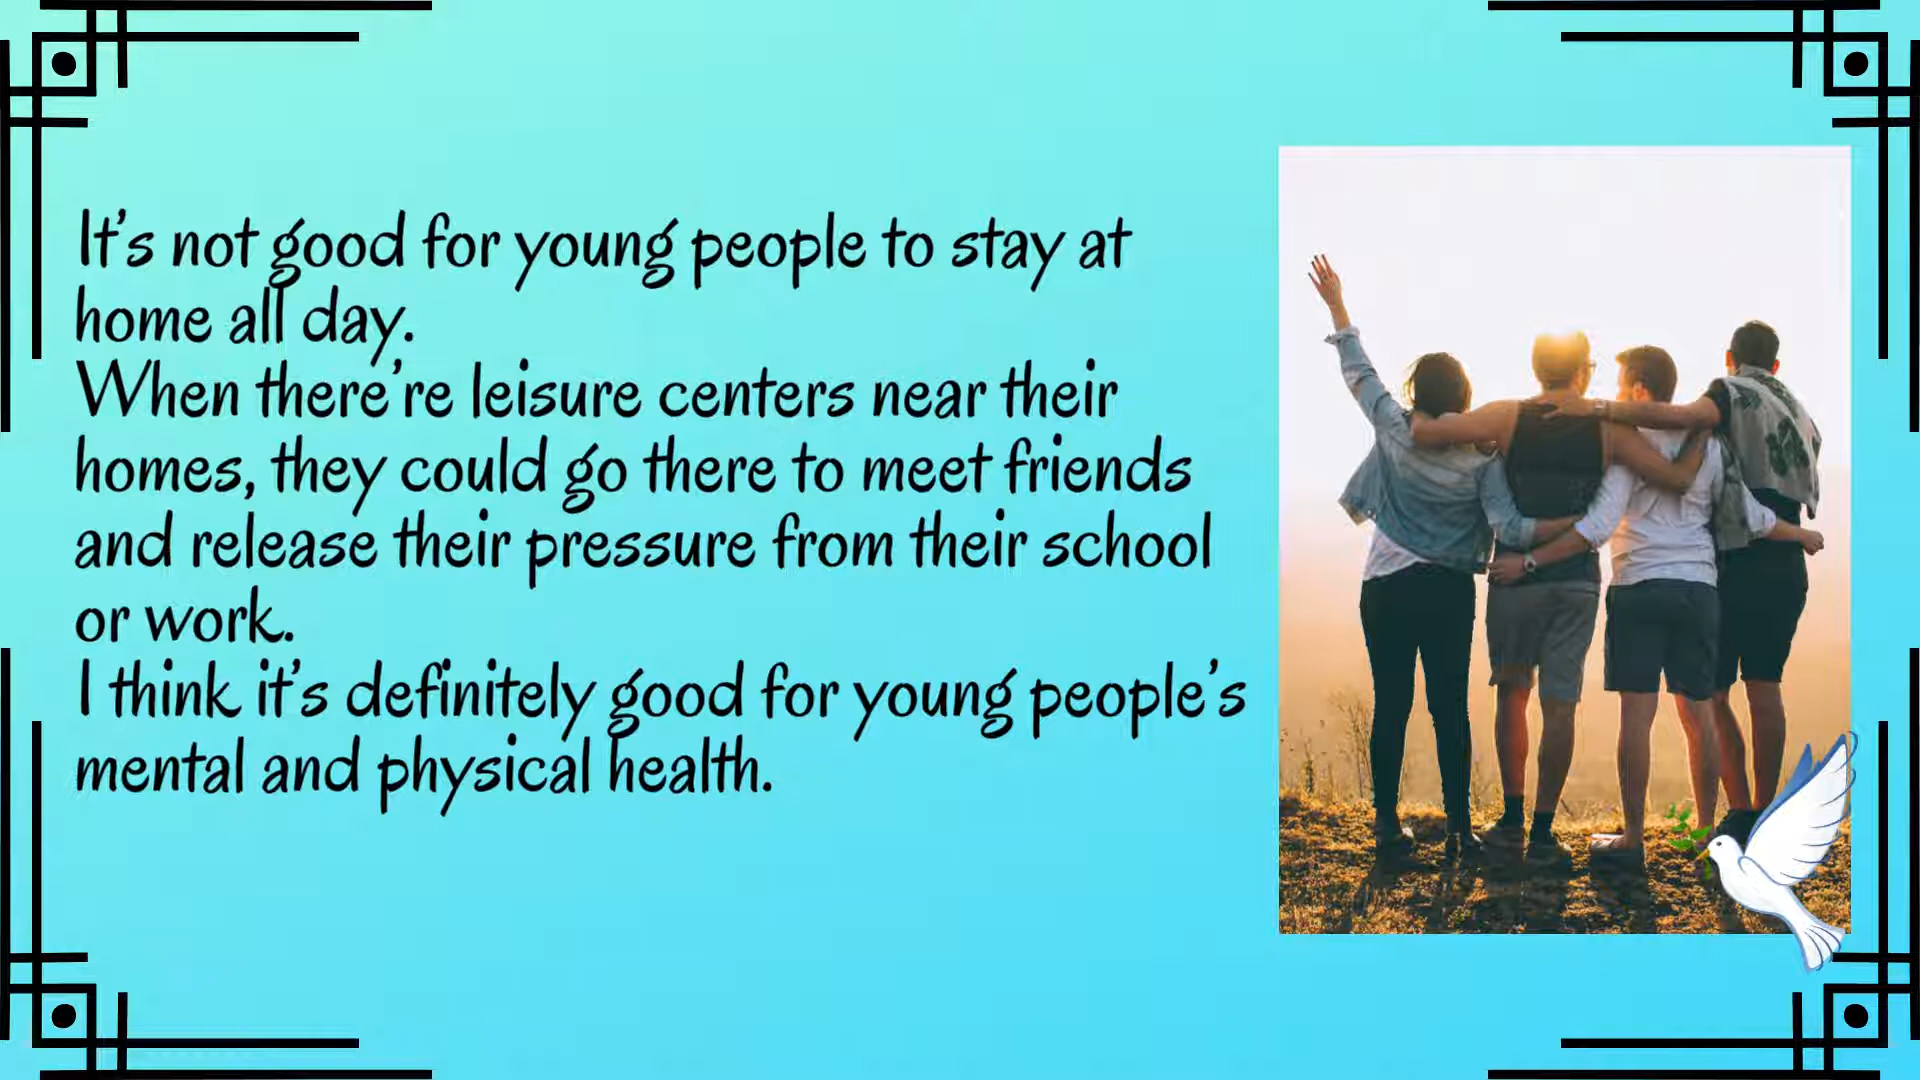 It's not good for young people to stay at
home all day.
When there're leisure centers near their
homes, they could go there to meet friends
and release their pressure from their school
or work.
I think it's definitely good for young people's
mental and physical health.